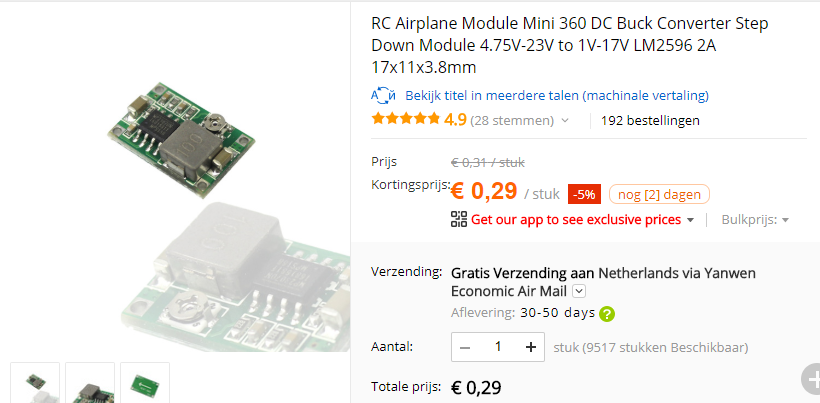 RC Airplane Module Mini 360 DC Buck Converter Step
Down Module 4.75V-23V to 1V-17V LM2596 2A
17x11x3.8mm
Bekijk titel in meerdere talen (machinale vertaling)
4.9 (28 stemmen) 192 bestellingen
Prijs € 0,31 / stuk
Kortingsprijs: € 0,29 / stuk -5% nog [2] dagen
Get our app to see exclusive prices Bulkprijs:
Verzending: Gratis Verzending aan Netherlands via Yanwen
Economic Air Mail
Aflevering: 30-50 days ?
Aantal: − 1 + stuk (9517 stukken Beschikbaar)
Totale prijs: € 0,29